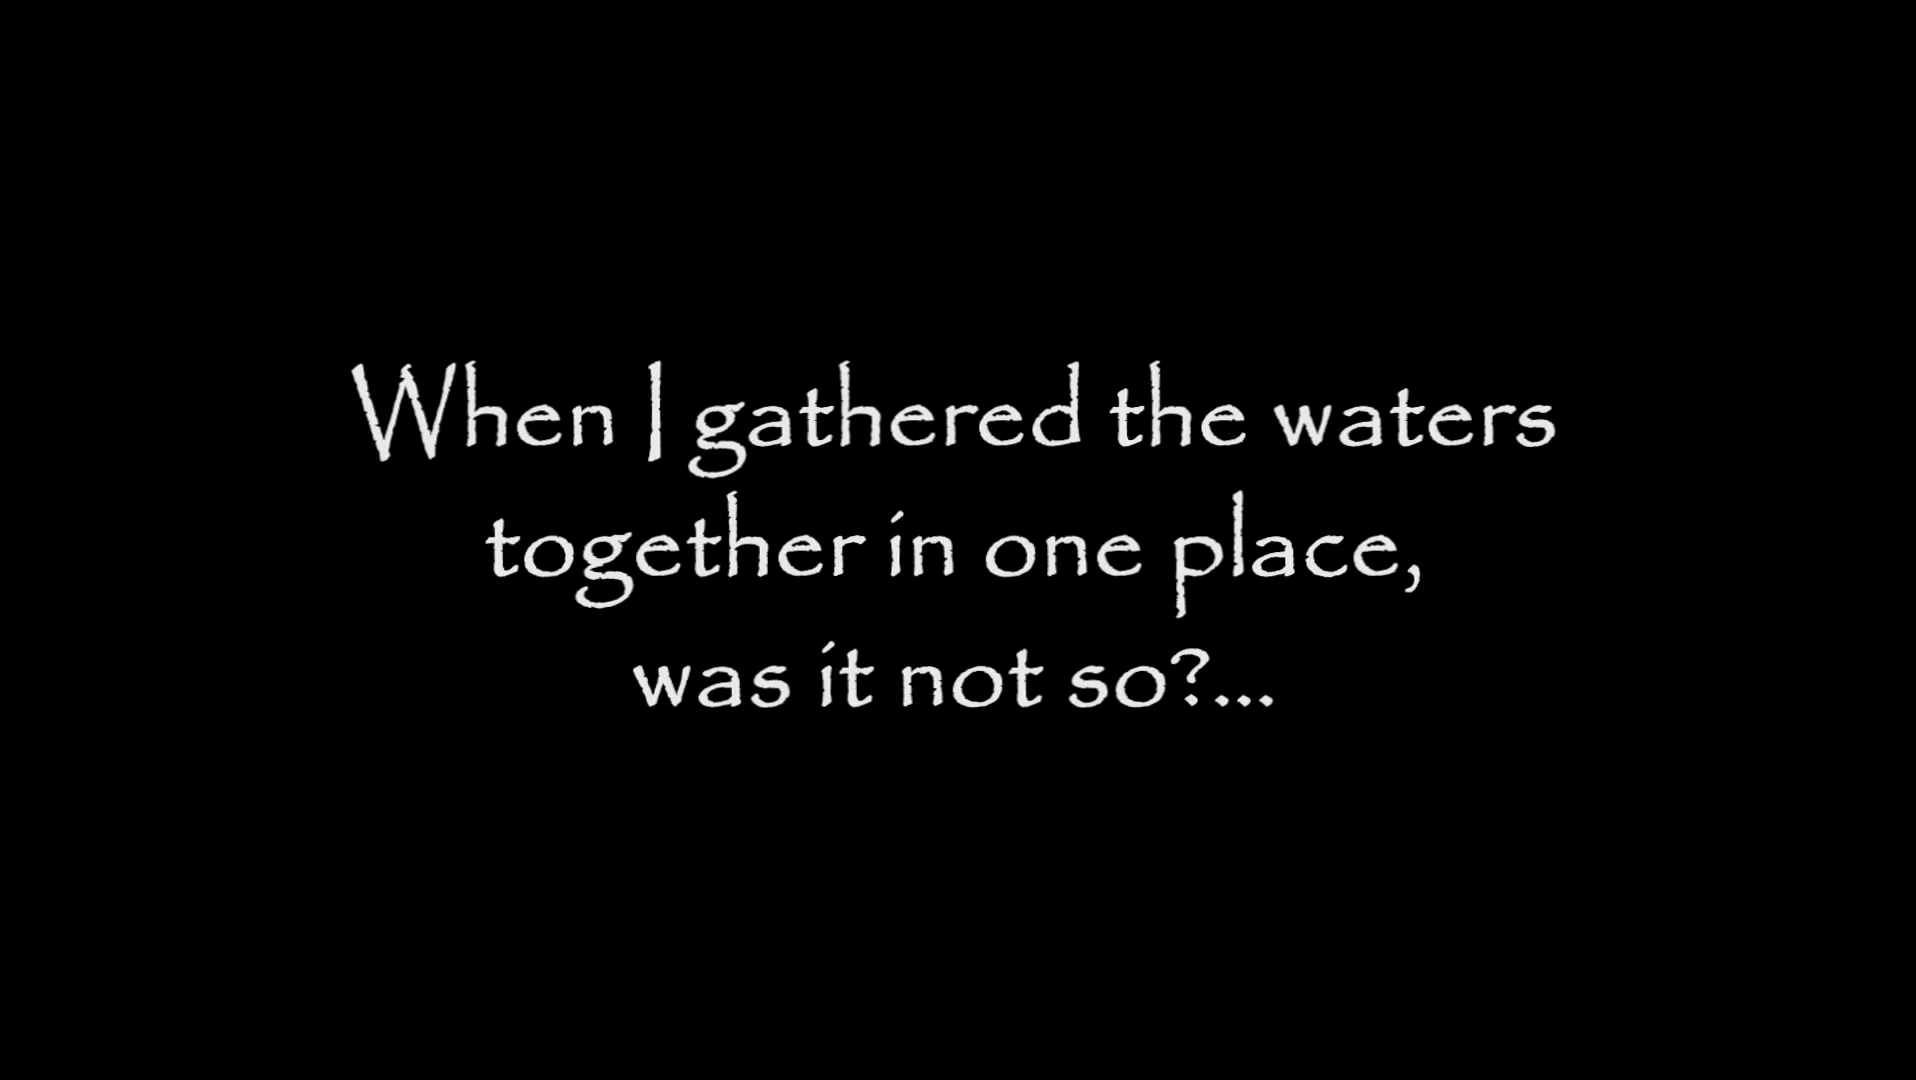 When I gathered the waters
together in one place,
was it not so?...